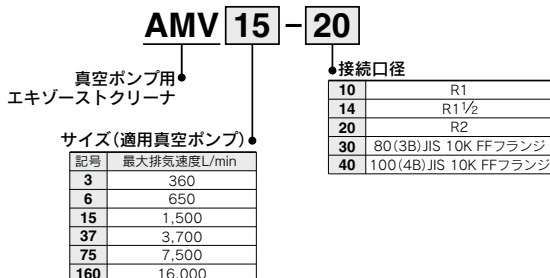 AMV 15 - 20
真空ポンプ用
エキゾーストクリーナ
サイズ(適用真空ポンプ)
記号 最大排気速度L/min
3 360
6 650
15 1,500
37 3,700
75 7,500
160 16,000
接続口径
10 R1
14 R1½
20 R2
30 80(3B)JIS 10K FFフランジ
40 100(4B)JIS 10K FFフランジ